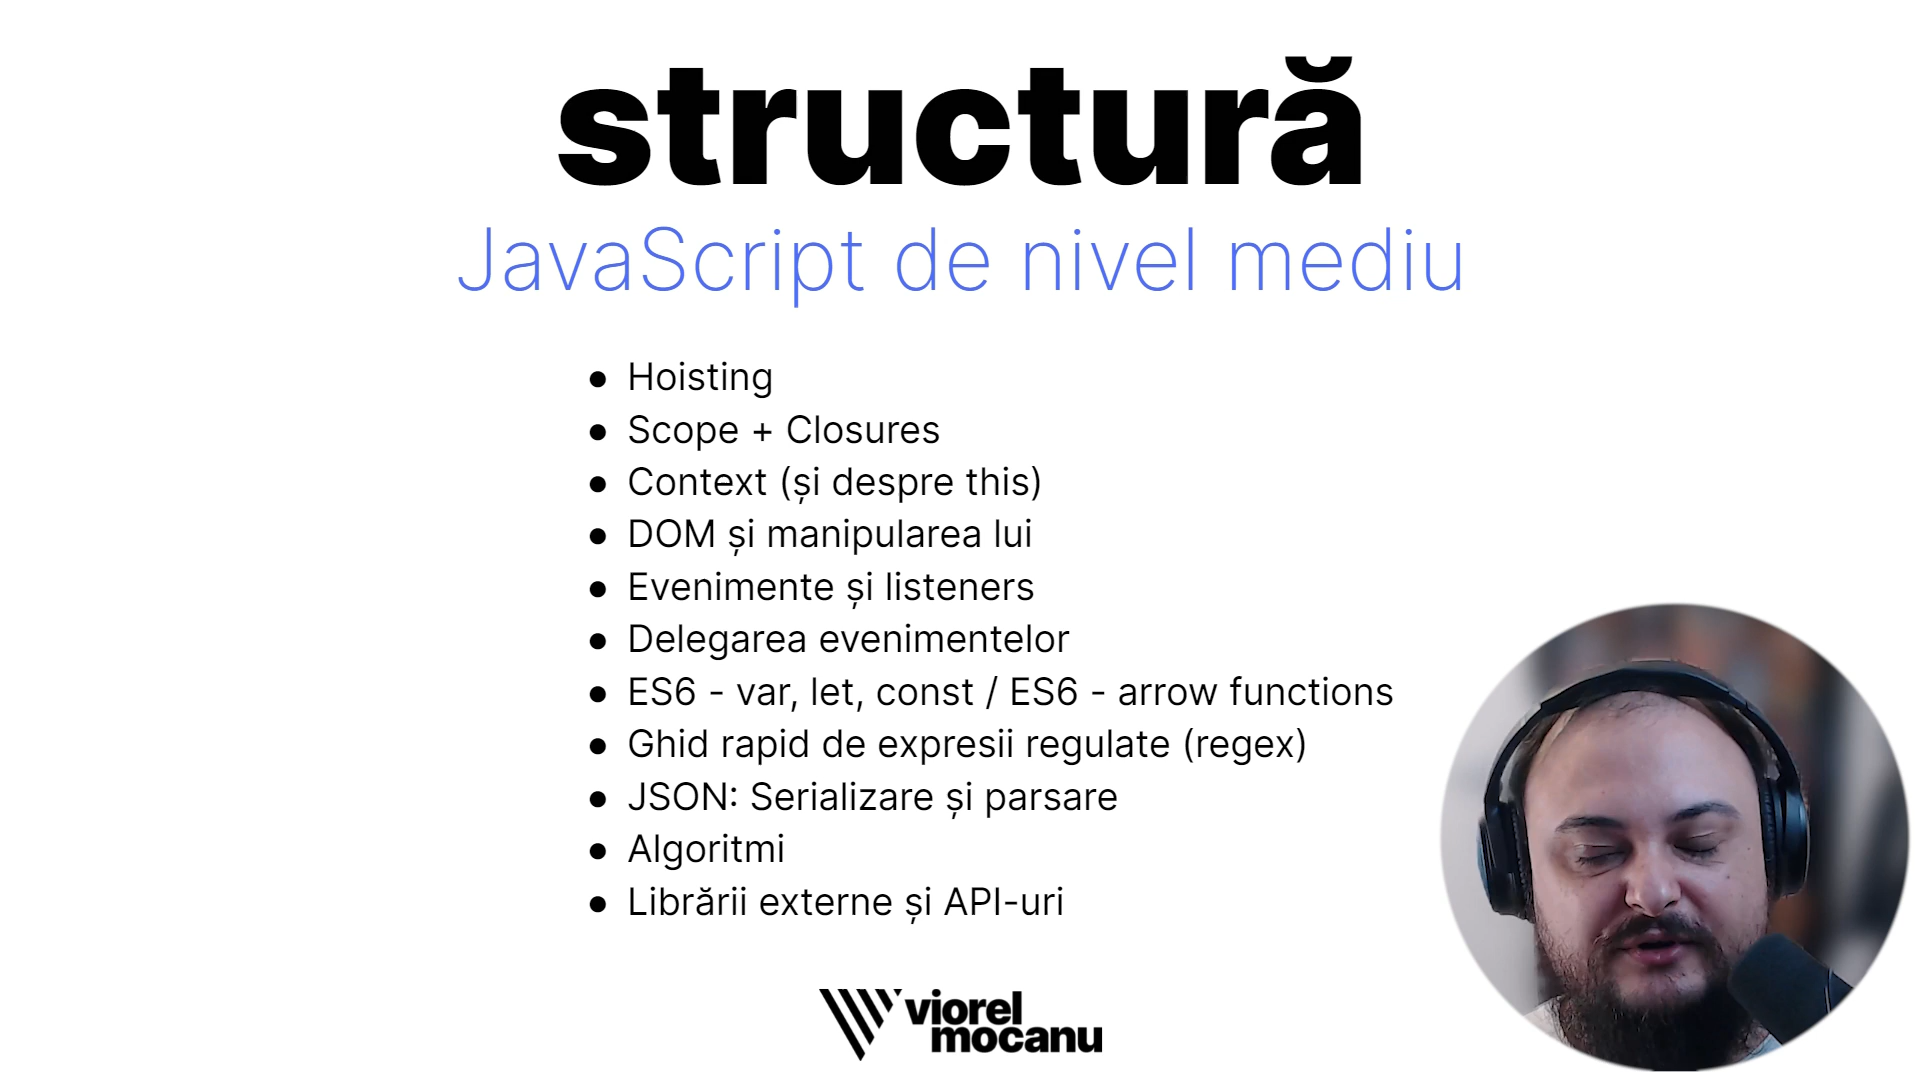 structură
JavaScript de nivel mediu
● Hoisting
● Scope + Closures
● Context (și despre this)
● DOM și manipularea lui
● Evenimente și listeners
● Delegarea evenimentelor
● ES6 - var, let, const / ES6 - arrow functions
● Ghid rapid de expresii regulate (regex)
● JSON: Serializare și parsare
● Algoritmi
● Librării externe și API-uri
viorel
mocanu